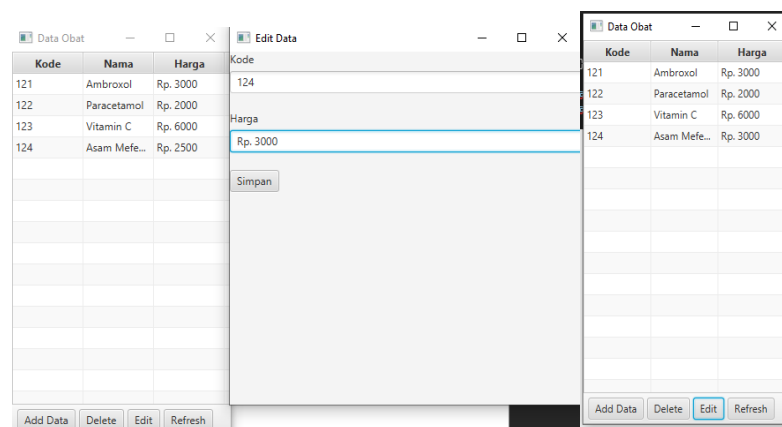 Data Obat
Kode Nama Harga
121 Ambroxol Rp. 3000
122 Paracetamol Rp. 2000
123 Vitamin C Rp. 6000
124 Asam Mefe... Rp. 2500
Add Data Delete Edit Refresh
Edit Data
Kode
124
Harga
Rp. 3000
Simpan
Data Obat
Kode Nama Harga
121 Ambroxol Rp. 3000
122 Paracetamol Rp. 2000
123 Vitamin C Rp. 6000
124 Asam Mefe... Rp. 3000
Add Data Delete Edit Refresh